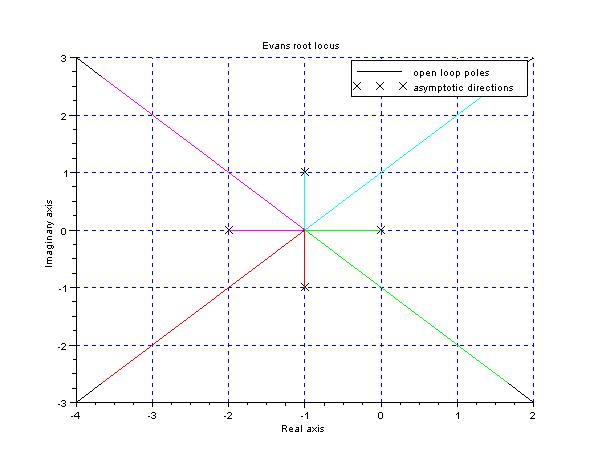 Evans root locus
open loop poles
asymptotic directions
Imaginary axis
3
2
1
0
-1
-2
-3
-4 -3 -2 -1 0 1 2
Real axis